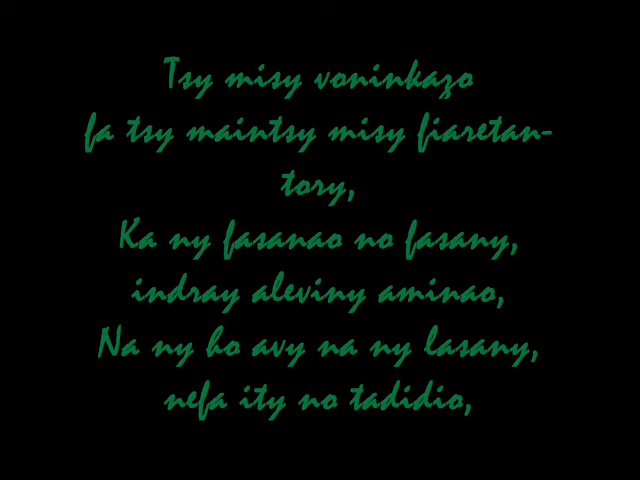 Tsy misy voninkazo
fa tsy maintsy misy fiaretan-
tory,
Ka ny fasanao no fasany,
indray aleviny aminao,
Na ny ho avy na ny lasany,
nefa ity no tadidio,